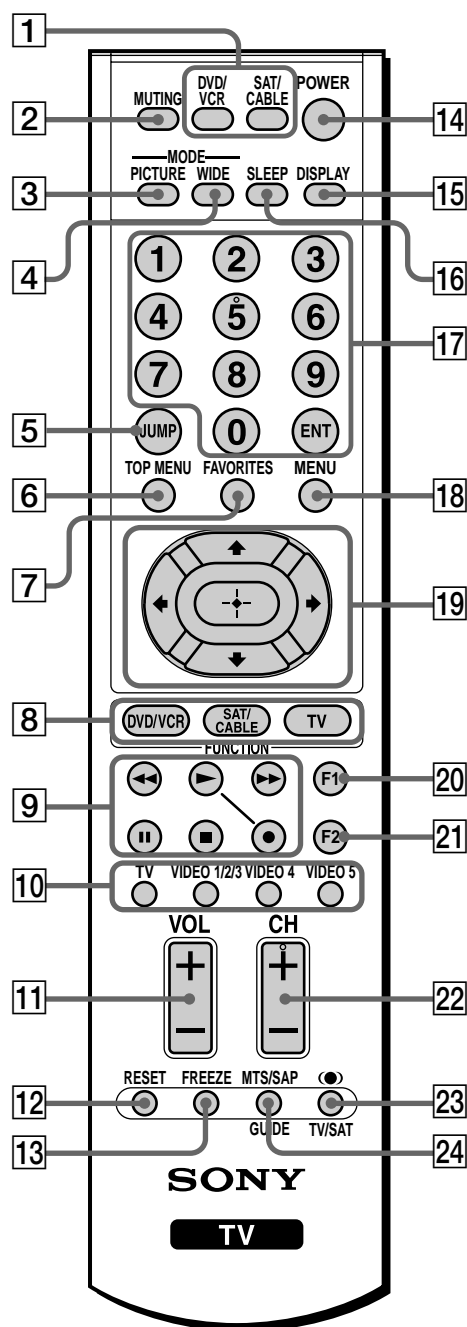 1
DVD/ VCR SAT/ CABLE POWER
MUTING
2 14
MODE
PICTURE WIDE SLEEP DISPLAY
3 15
4 16
1 2 3
4 5 6
17
7 8 9
5 JUMP 0 ENT
TOP MENU FAVORITES MENU
6 18
7
19
8 DVD/VCR SAT/ CABLE TV
FUNCTION
F1 20
9
F2 21
10 TV VIDEO 1/2/3 VIDEO 4 VIDEO 5
VOL CH
+ +
11 22
– –
RESET FREEZE MTS/SAP
12 23
GUIDE TV/SAT
13 24
SONY
TV